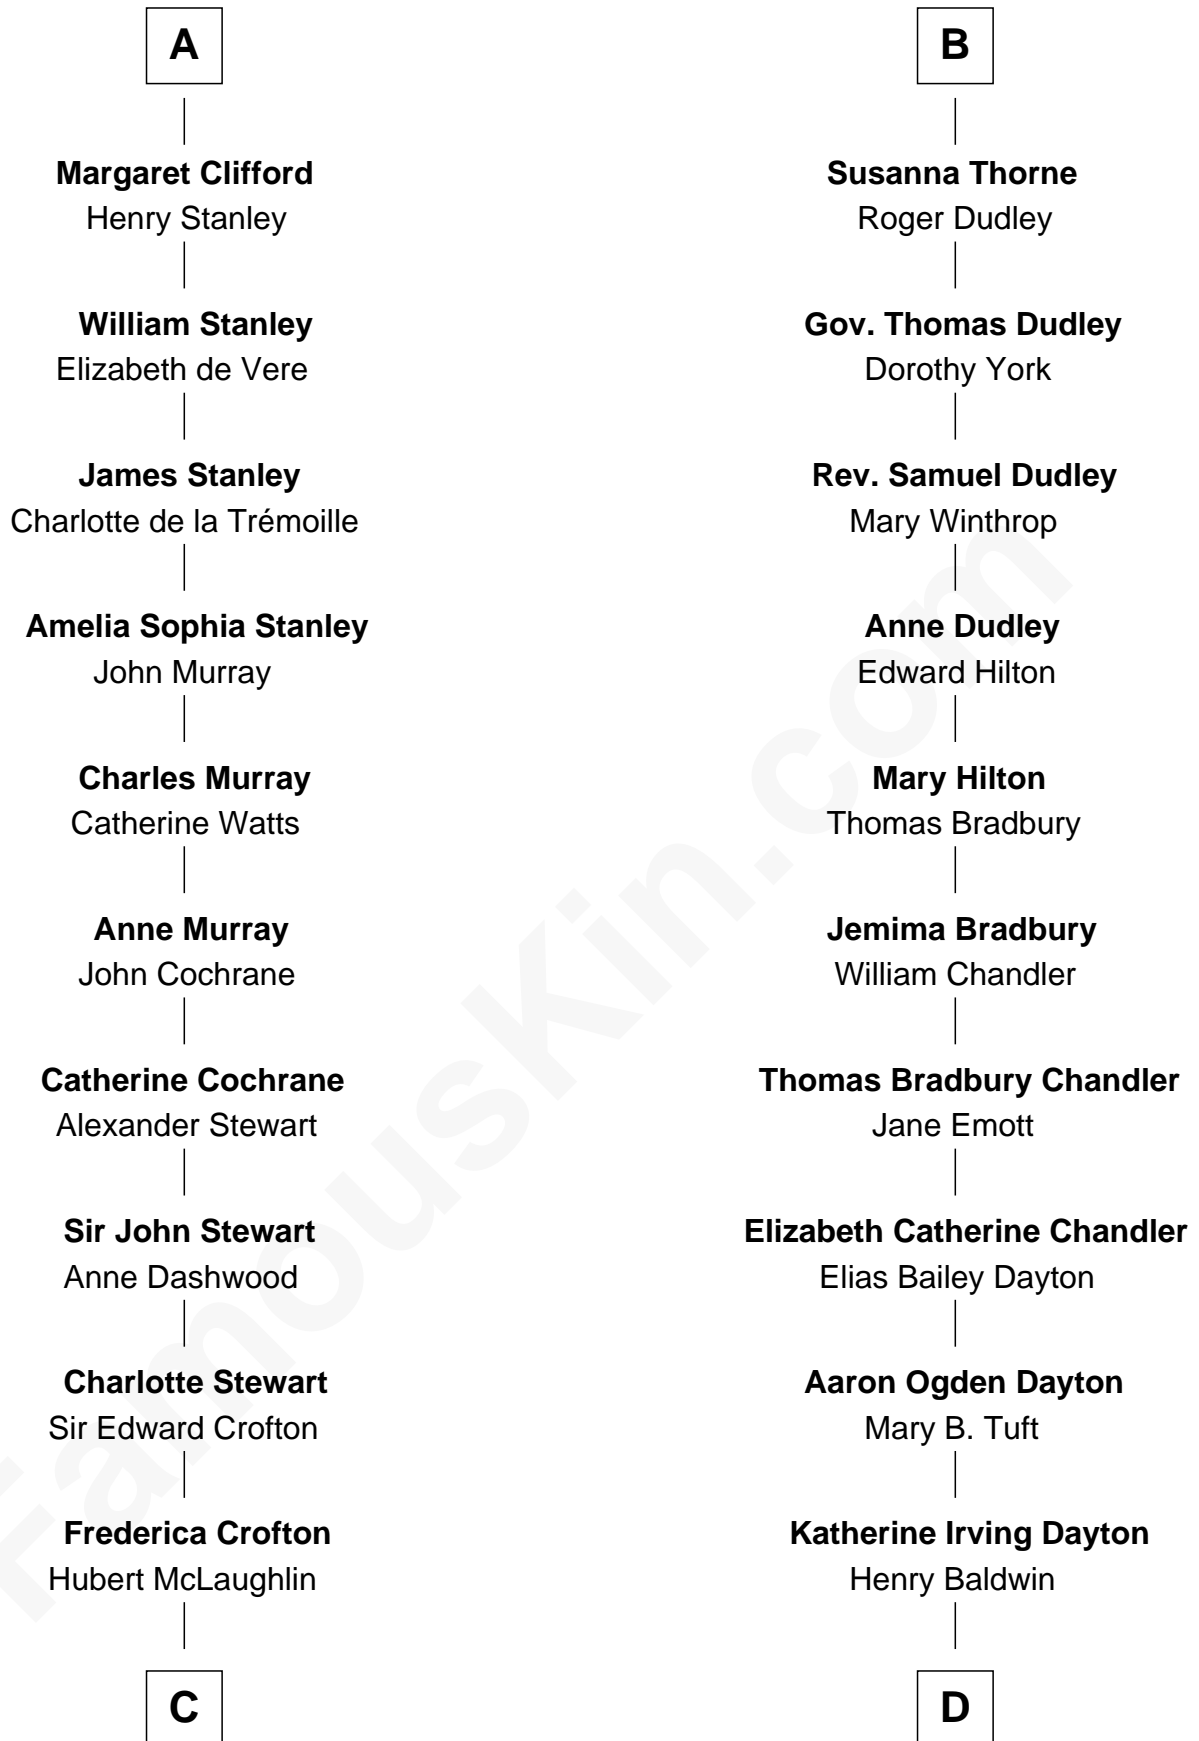 A
Margaret Clifford
Henry Stanley
William Stanley
Elizabeth de Vere
James Stanley
Charlotte de la Trémoille
Amelia Sophia Stanley
John Murray
Charles Murray
Catherine Watts
Anne Murray
John Cochrane
Catherine Cochrane
Alexander Stewart
Sir John Stewart
Anne Dashwood
Charlotte Stewart
Sir Edward Crofton
Frederica Crofton
Hubert McLaughlin
C
B
Susanna Thorne
Roger Dudley
Gov. Thomas Dudley
Dorothy York
Rev. Samuel Dudley
Mary Winthrop
Anne Dudley
Edward Hilton
Mary Hilton
Thomas Bradbury
Jemima Bradbury
William Chandler
Thomas Bradbury Chandler
Jane Emott
Elizabeth Catherine Chandler
Elias Bailey Dayton
Aaron Ogden Dayton
Mary B. Tuft
Katherine Irving Dayton
Henry Baldwin
D
FamousKin.com